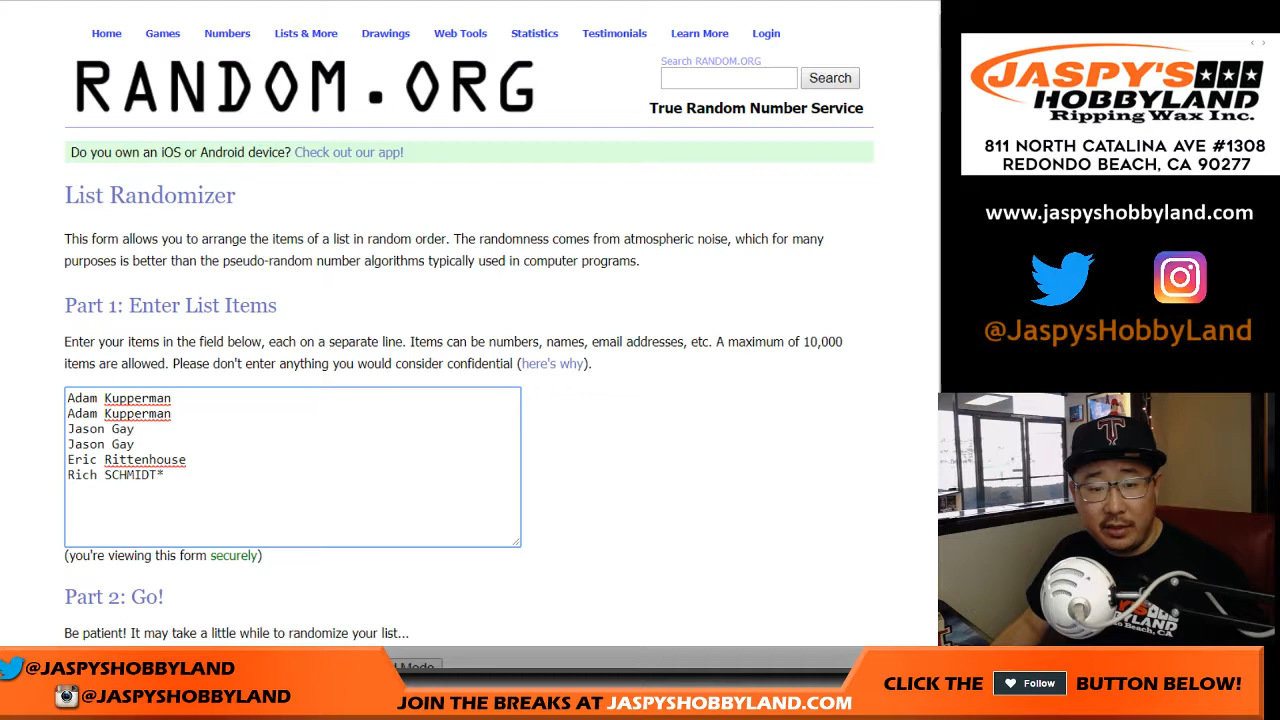 Home Games Numbers Lists & More Drawings Web Tools Statistics Testimonials Learn More Login
RANDOM.ORG
Search RANDOM.ORG
Search
True Random Number Service
Do you own an iOS or Android device? Check out our app!
List Randomizer
This form allows you to arrange the items of a list in random order. The randomness comes from atmospheric noise, which for many
purposes is better than the pseudo-random number algorithms typically used in computer programs.
Part 1: Enter List Items
Enter your items in the field below, each on a separate line. Items can be numbers, names, email addresses, etc. A maximum of 10,000
items are allowed. Please don't enter anything you would consider confidential (here's why).
Adam Kupperman
Adam Kupperman
Jason Gay
Jason Gay
Eric Rittenhouse
Rich SCHMIDT*
(you're viewing this form securely)
Part 2: Go!
Be patient! It may take a little while to randomize your list...
JASPY'S
HOBBYLAND
Ripping Wax Inc.
811 NORTH CATALINA AVE #1308
REDONDO BEACH, CA 90277
www.jaspyshobbyland.com
@JaspysHobbyLand
@JASPYSHOBBYLAND
@JASPYSHOBBYLAND
JOIN THE BREAKS AT JASPYSHOBBYLAND.COM
CLICK THE Follow BUTTON BELOW!